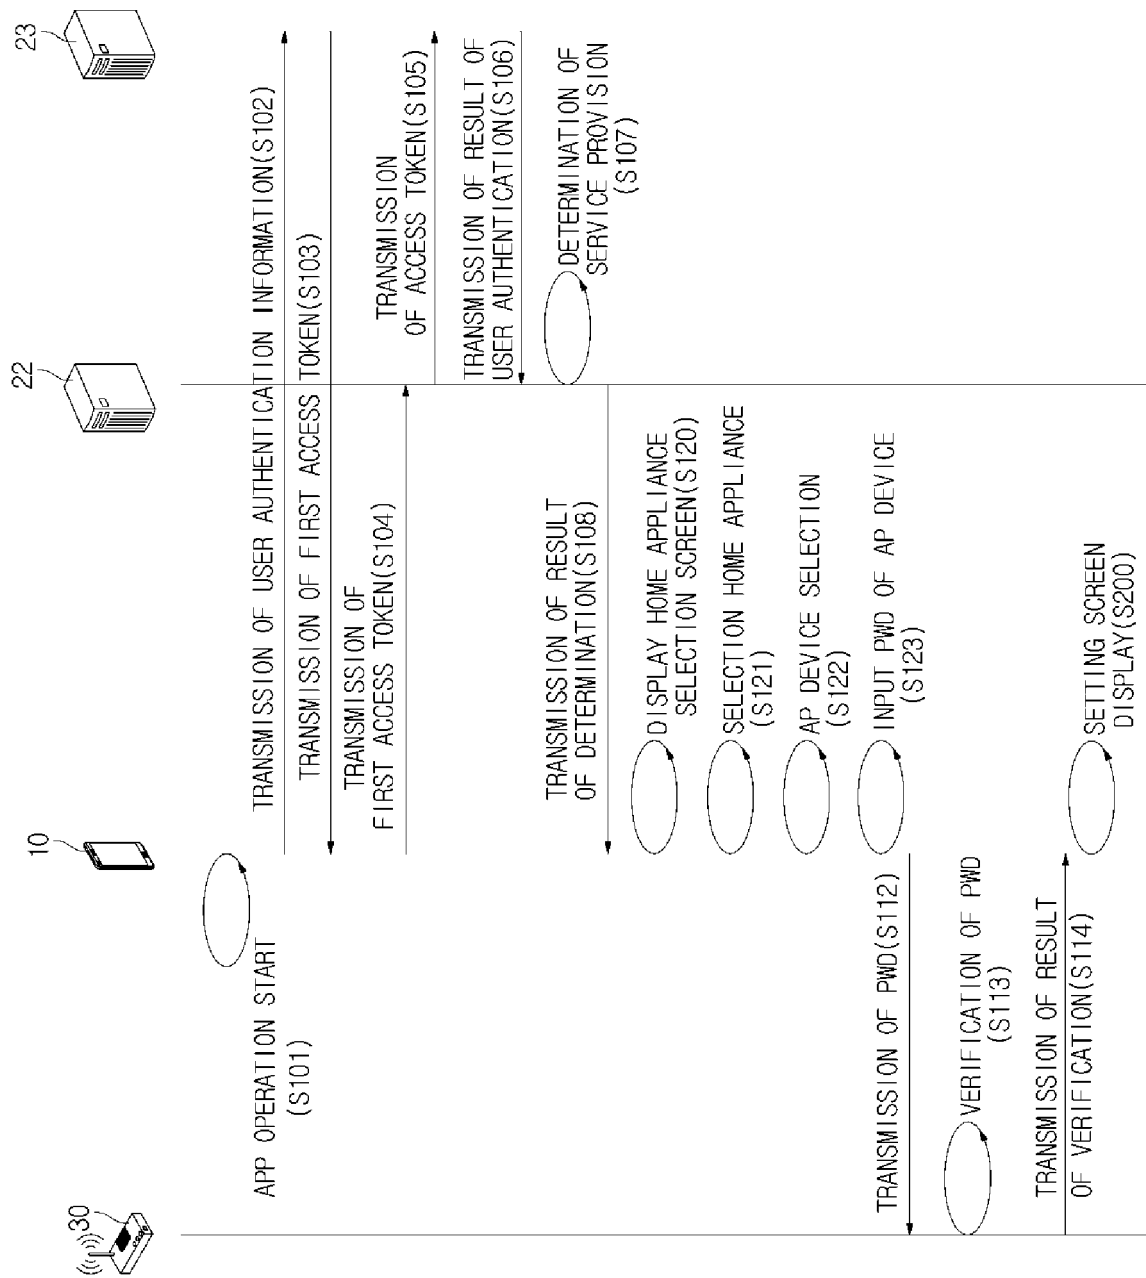 30
10
22
23
APP OPERATION START
(S101)
TRANSMISSION OF USER AUTHENTICATION INFORMATION(S102)
TRANSMISSION OF FIRST ACCESS TOKEN(S103)
TRANSMISSION OF
FIRST ACCESS TOKEN(S104)
TRANSMISSION
OF ACCESS TOKEN(S105)
TRANSMISSION OF RESULT OF
USER AUTHENTICATION(S106)
DETERMINATION OF
SERVICE PROVISION
(S107)
TRANSMISSION OF RESULT
OF DETERMINATION(S108)
DISPLAY HOME APPLIANCE
SELECTION SCREEN(S120)
SELECTION HOME APPLIANCE
(S121)
AP DEVICE SELECTION
(S122)
INPUT PWD OF AP DEVICE
(S123)
TRANSMISSION OF PWD(S112)
VERIFICATION OF PWD
(S113)
TRANSMISSION OF RESULT
OF VERIFICATION(S114)
SETTING SCREEN
DISPLAY(S200)